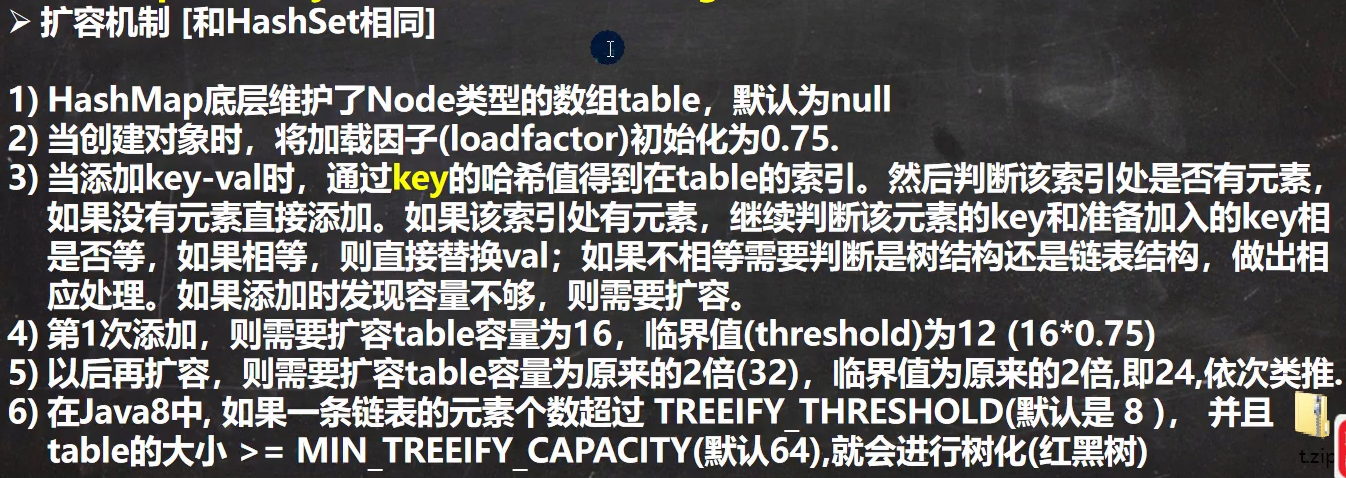 ➢ 扩容机制 [和HashSet相同]
1) HashMap底层维护了Node类型的数组table，默认为null
2) 当创建对象时，将加载因子(loadfactor)初始化为0.75.
3) 当添加key-val时，通过key的哈希值得到在table的索引。然后判断该索引处是否有元素，
如果没有元素直接添加。如果该索引处有元素，继续判断该元素的key和准备加入的key相
是否等，如果相等，则直接替换val；如果不相等需要判断是树结构还是链表结构，做出相
应处理。如果添加时发现容量不够，则需要扩容。
4) 第1次添加，则需要扩容table容量为16，临界值(threshold)为12 (16*0.75)
5) 以后再扩容，则需要扩容table容量为原来的2倍(32)，临界值为原来的2倍,即24,依次类推.
6) 在Java8中, 如果一条链表的元素个数超过 TREEIFY_THRESHOLD(默认是 8 )， 并且
table的大小 >= MIN_TREEIFY_CAPACITY(默认64),就会进行树化(红黑树)
t.zip